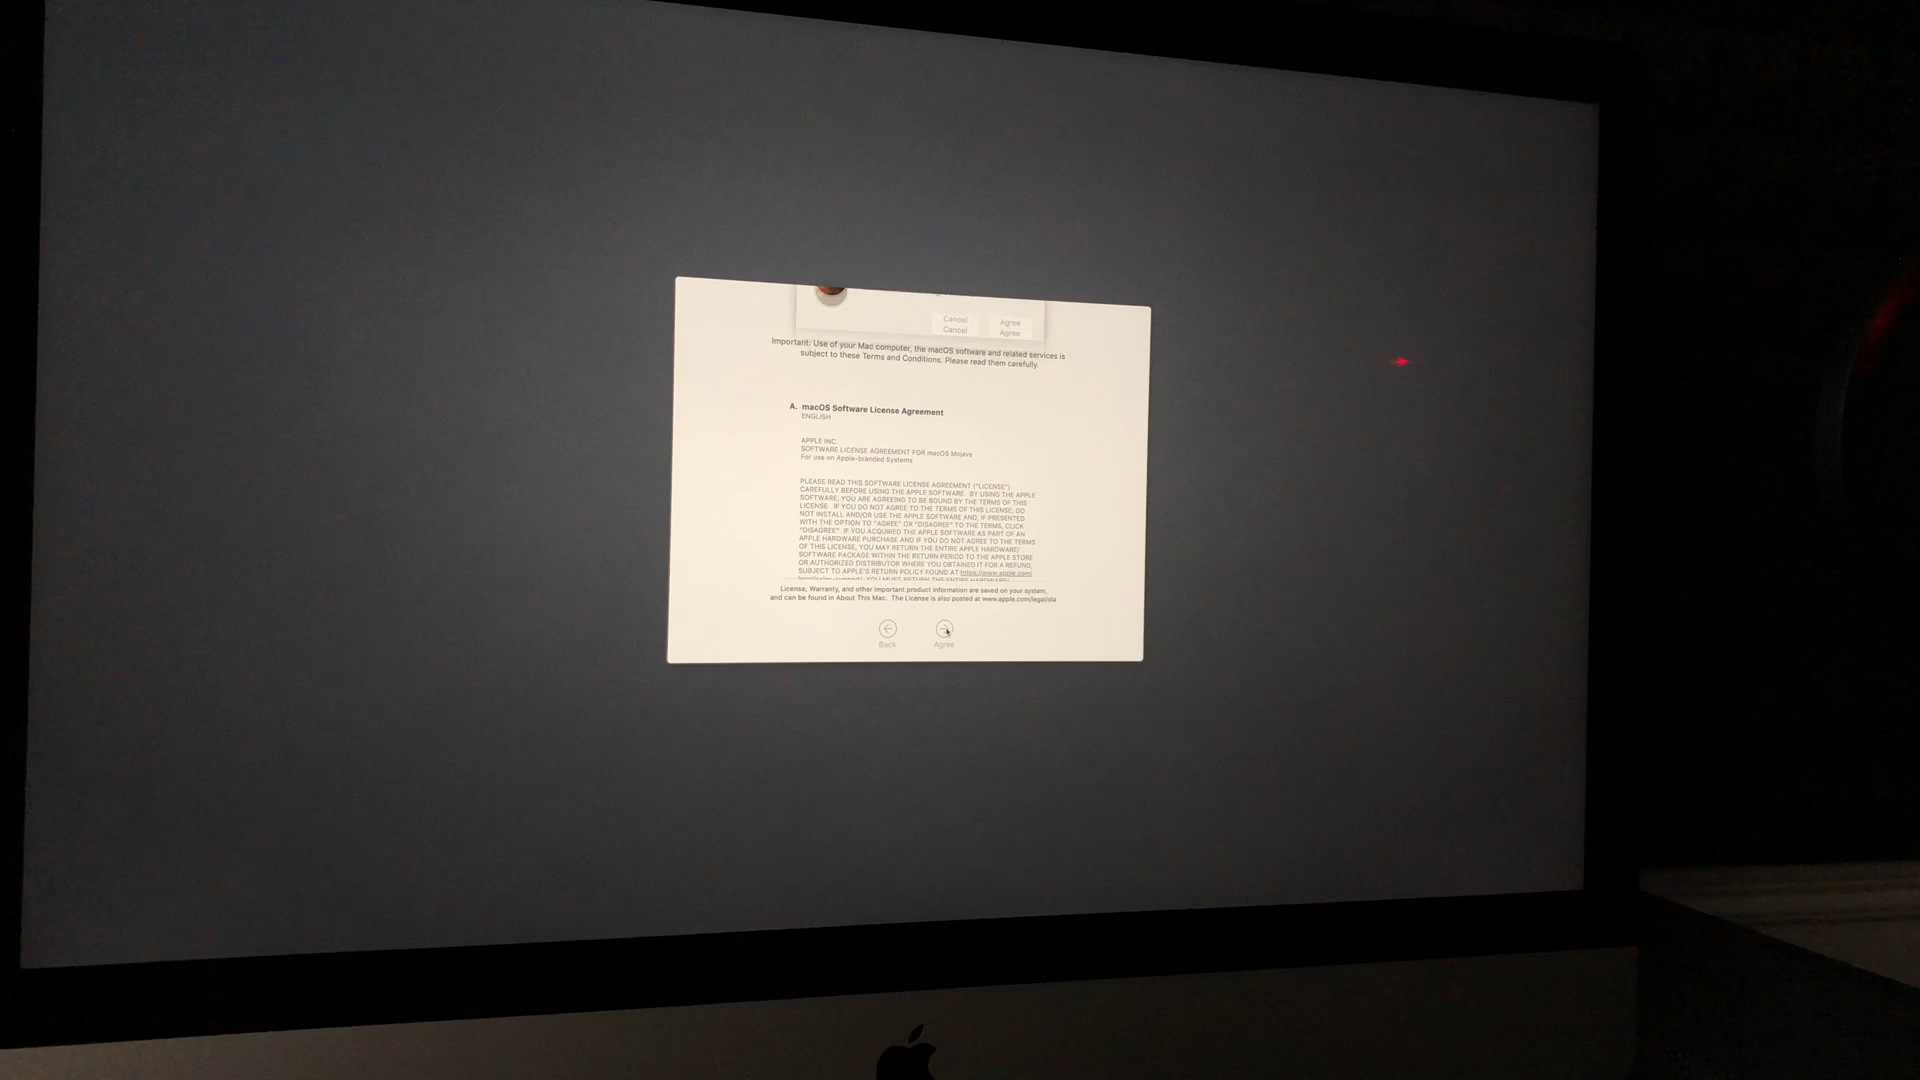 Cancel
Cancel
Agree
Agree
Important: Use of your Mac computer, the macOS software and related services is
subject to these Terms and Conditions. Please read them carefully.
A. macOS Software License Agreement
ENGLISH
APPLE INC.
SOFTWARE LICENSE AGREEMENT FOR macOS Mojave
For use on Apple-branded Systems
PLEASE READ THIS SOFTWARE LICENSE AGREEMENT ("LICENSE")
CAREFULLY BEFORE USING THE APPLE SOFTWARE. BY USING THE APPLE
SOFTWARE, YOU ARE AGREEING TO BE BOUND BY THE TERMS OF THIS
LICENSE. IF YOU DO NOT AGREE TO THE TERMS OF THIS LICENSE, DO
NOT INSTALL AND/OR USE THE APPLE SOFTWARE AND, IF PRESENTED
WITH THE OPTION TO "AGREE" OR "DISAGREE" TO THE TERMS, CLICK
"DISAGREE". IF YOU ACQUIRED THE APPLE SOFTWARE AS PART OF AN
APPLE HARDWARE PURCHASE AND IF YOU DO NOT AGREE TO THE TERMS
OF THIS LICENSE, YOU MAY RETURN THE ENTIRE APPLE HARDWARE/
SOFTWARE PACKAGE WITHIN THE RETURN PERIOD TO THE APPLE STORE
OR AUTHORIZED DISTRIBUTOR WHERE YOU OBTAINED IT FOR A REFUND,
SUBJECT TO APPLE'S RETURN POLICY FOUND AT https://www.apple.com/
legal/sales-support/. YOU MUST RETURN THE ENTIRE HARDWARE/
License, Warranty, and other important product information are saved on your system,
and can be found in About This Mac. The License is also posted at www.apple.com/legal/sla
Back
Agree